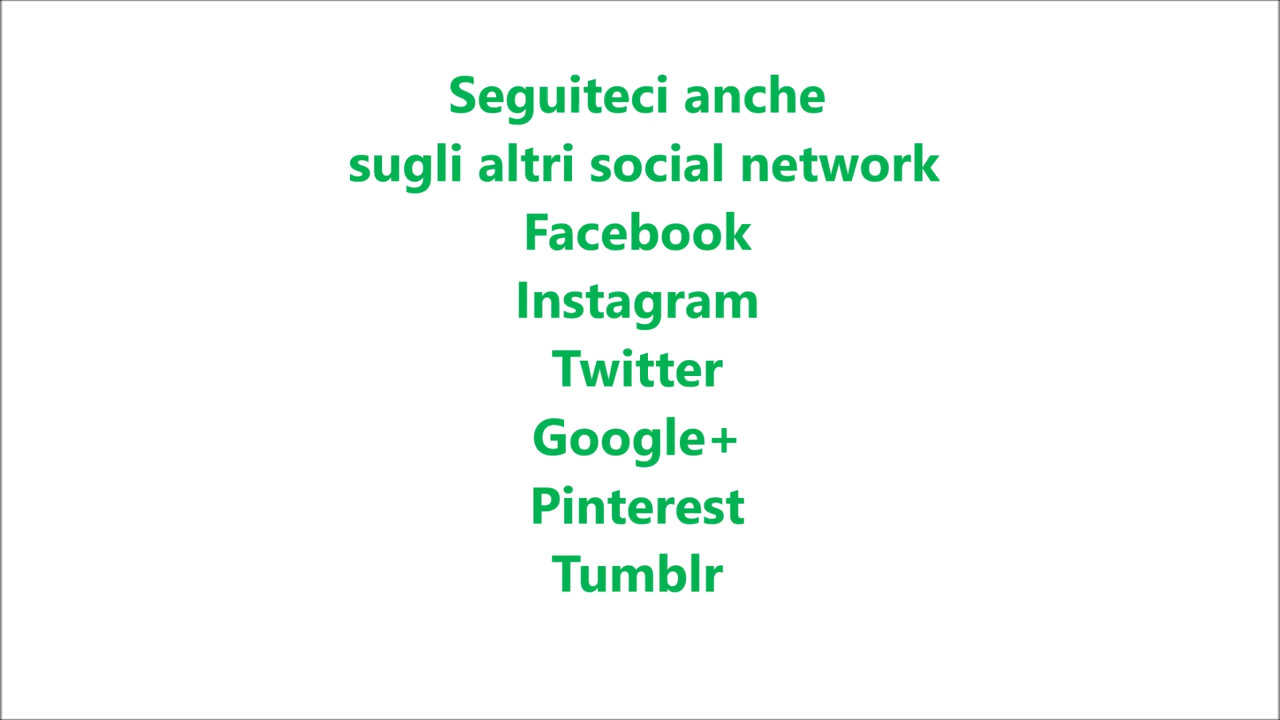 Seguiteci anche
sugli altri social network
Facebook
Instagram
Twitter
Google+
Pinterest
Tumblr